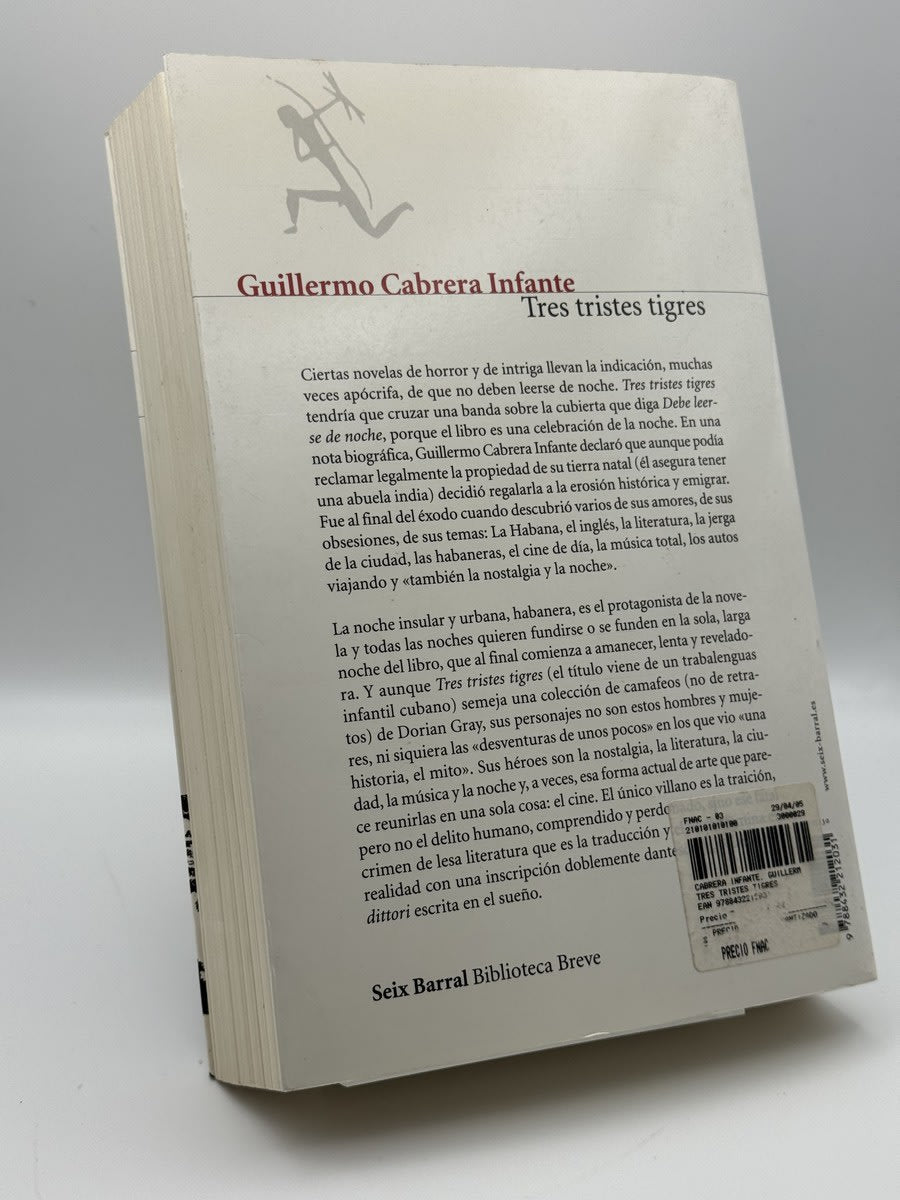 Guillermo Cabrera Infante
Tres tristes tigres
Ciertas novelas de horror y de intriga llevan la indicación, muchas
veces apócrifa, de que no deben leerse de noche. Tres tristes tigres
tendría que cruzar una banda sobre la cubierta que diga Debe leer-
se de noche, porque el libro es una celebración de la noche. En una
nota biográfica, Guillermo Cabrera Infante declaró que aunque podía
reclamar legalmente la propiedad de su tierra natal (él asegura tener
una abuela india) decidió regalarla a la erosión histórica y emigrar.
Fue al final del éxodo cuando descubrió varios de sus amores, de sus
obsesiones, de sus temas: La Habana, el inglés, la literatura, la jerga
de la ciudad, las habaneras, el cine de día, la música total, los autos
viajando y «también la nostalgia y la noche».
La noche insular y urbana, habanera, es el protagonista de la nove-
la y todas las noches quieren fundirse o se funden en la sola, larga
noche del libro, que al final comienza a amanecer, lenta y revelado-
ra. Y aunque Tres tristes tigres (el título viene de un trabalenguas
infantil cubano) semeja una colección de camafeos (no de retra-
tos) de Dorian Gray, sus personajes no son estos hombres y muje-
res, ni siquiera las «desventuras de unos pocos» en los que vio «una
historia, el mito». Sus héroes son la nostalgia, la literatura, la ciu-
dad, la música y la noche y, a veces, esa forma actual de arte que pare-
ce reunirlas en una sola cosa: el cine. El único villano es la traición,
pero no el delito humano, comprendido y perdonado, sino ese
crimen de lesa literatura que es la traducción y
realidad con una inscripción doblemente
dittori escrita en el sueño.
Seix Barral Biblioteca Breve
www.seix-barral.es
FNAC - 03 29/04/05
210101010100 3000029
CABRERA INFANTE, GUILLERM
TRES TRISTES TIGRES
EAN
Precio
PRECIO
PRECIO FNAC
9 788432 212031